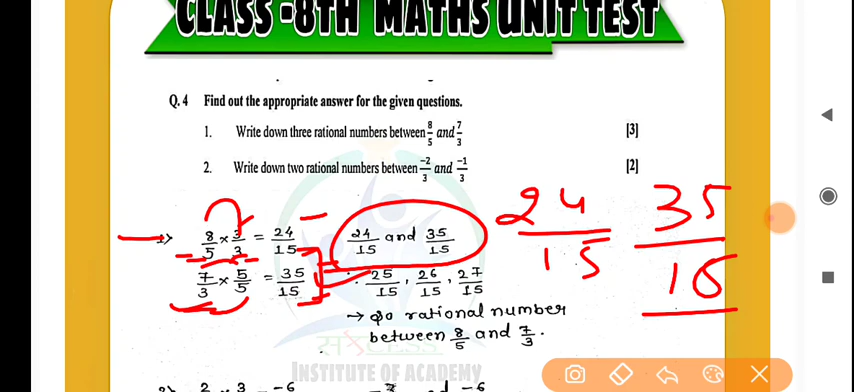 CLASS -8TH MATHS UNIT TEST
Q.4 Find out the appropriate answer for the given questions.
1. Write down three rational numbers between 8/5 and 7/3 [3]
2. Write down two rational numbers between -2/3 and -1/3 [2]
1) 8/5 × 3/3 = 24/15 24/15 and 35/15
7/3 × 5/5 = 35/15 ∴ 25/15, 26/15, 27/15
24/15 35/15
→ so rational number
between 8/5 and 7/3.
INSTITUTE OF ACADEMY